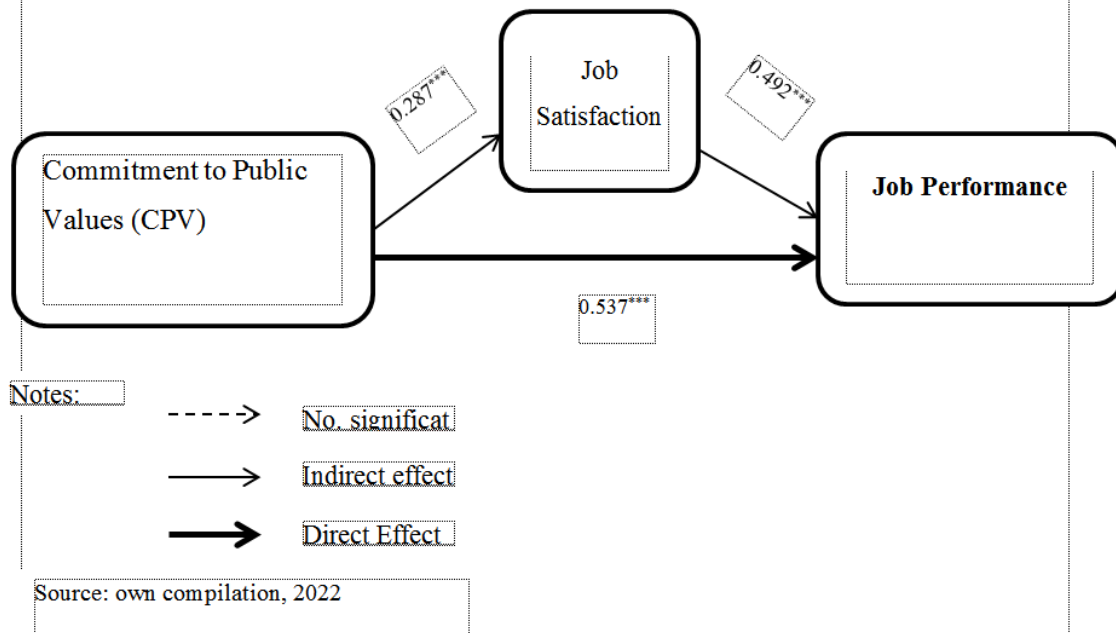 Job
Satisfaction
0.287***
0.492***
Commitment to Public
Values (CPV)
Job Performance
0.537***
Notes:
No. significat
Indirect effect
Direct Effect
Source: own compilation, 2022